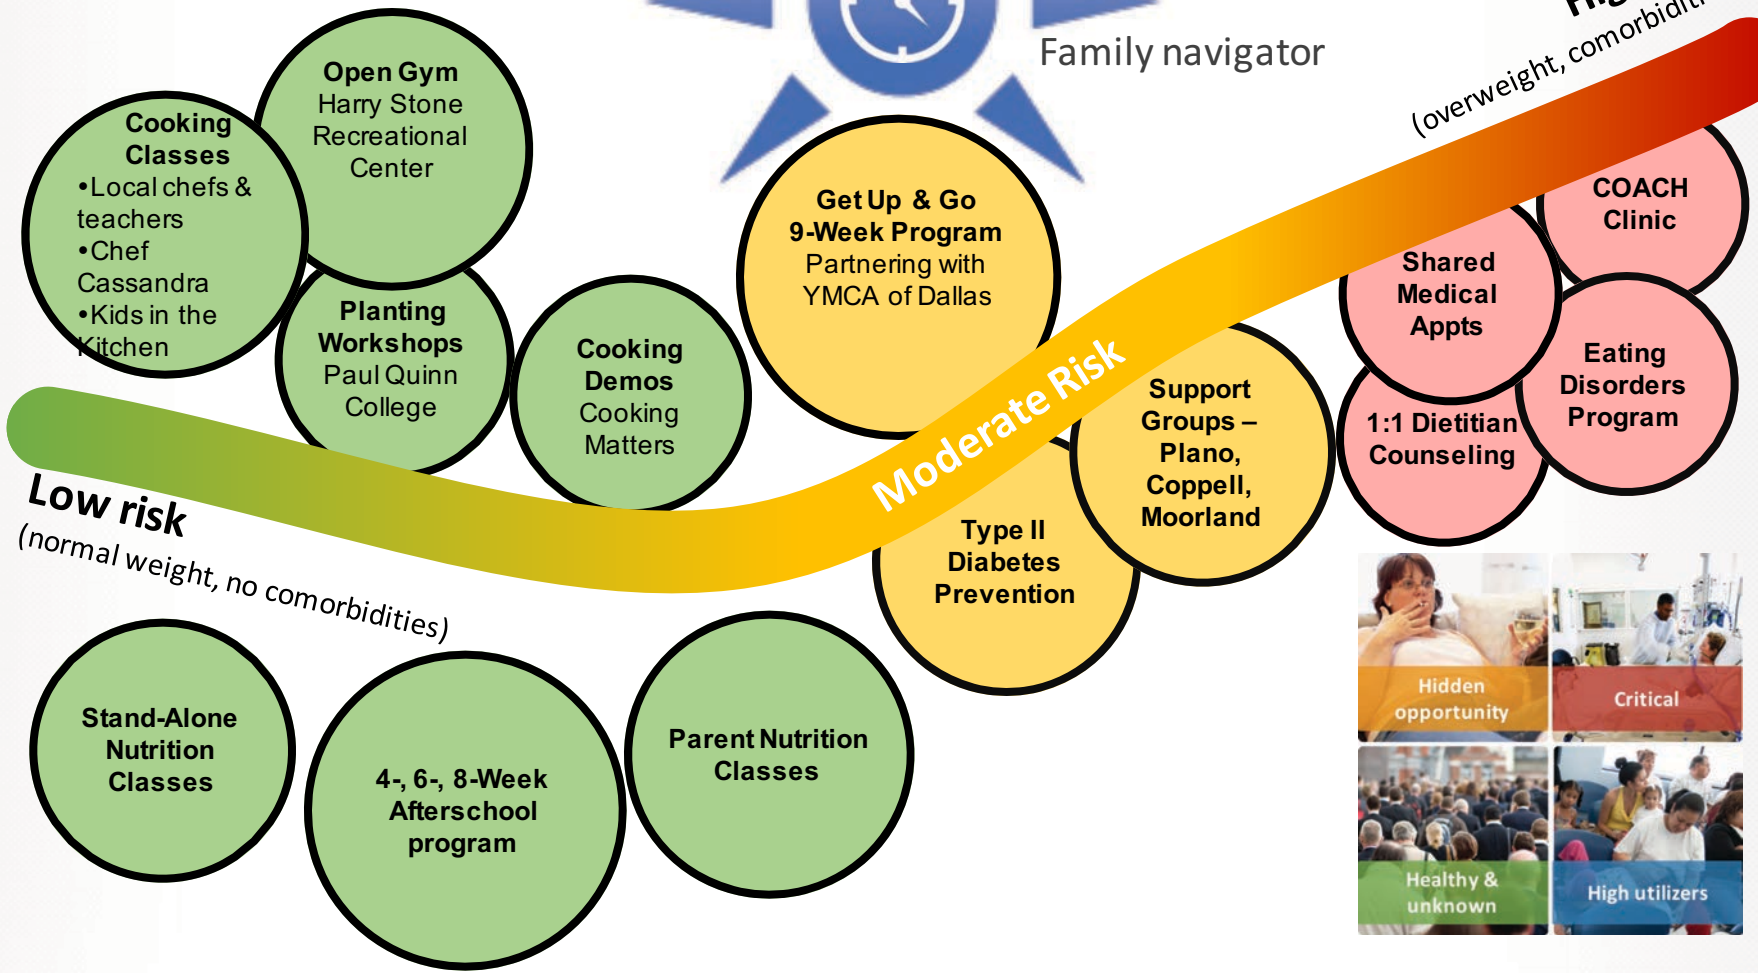 Family navigator
(overweight, comorbiditi
Open Gym
Harry Stone
Recreational
Center
Cooking
Classes
•Local chefs &
teachers
•Chef
Cassandra
•Kids in the
Kitchen
Planting
Workshops
Paul Quinn
College
Cooking
Demos
Cooking
Matters
Get Up & Go
9-Week Program
Partnering with
YMCA of Dallas
COACH
Clinic
Shared
Medical
Appts
Eating
Disorders
Program
1:1 Dietitian
Counseling
Support
Groups –
Plano,
Coppell,
Moorland
Moderate Risk
Type II
Diabetes
Prevention
Low risk
(normal weight, no comorbidities)
Stand-Alone
Nutrition
Classes
4-, 6-, 8-Week
Afterschool
program
Parent Nutrition
Classes
Hidden
opportunity
Critical
Healthy &
unknown
High utilizers